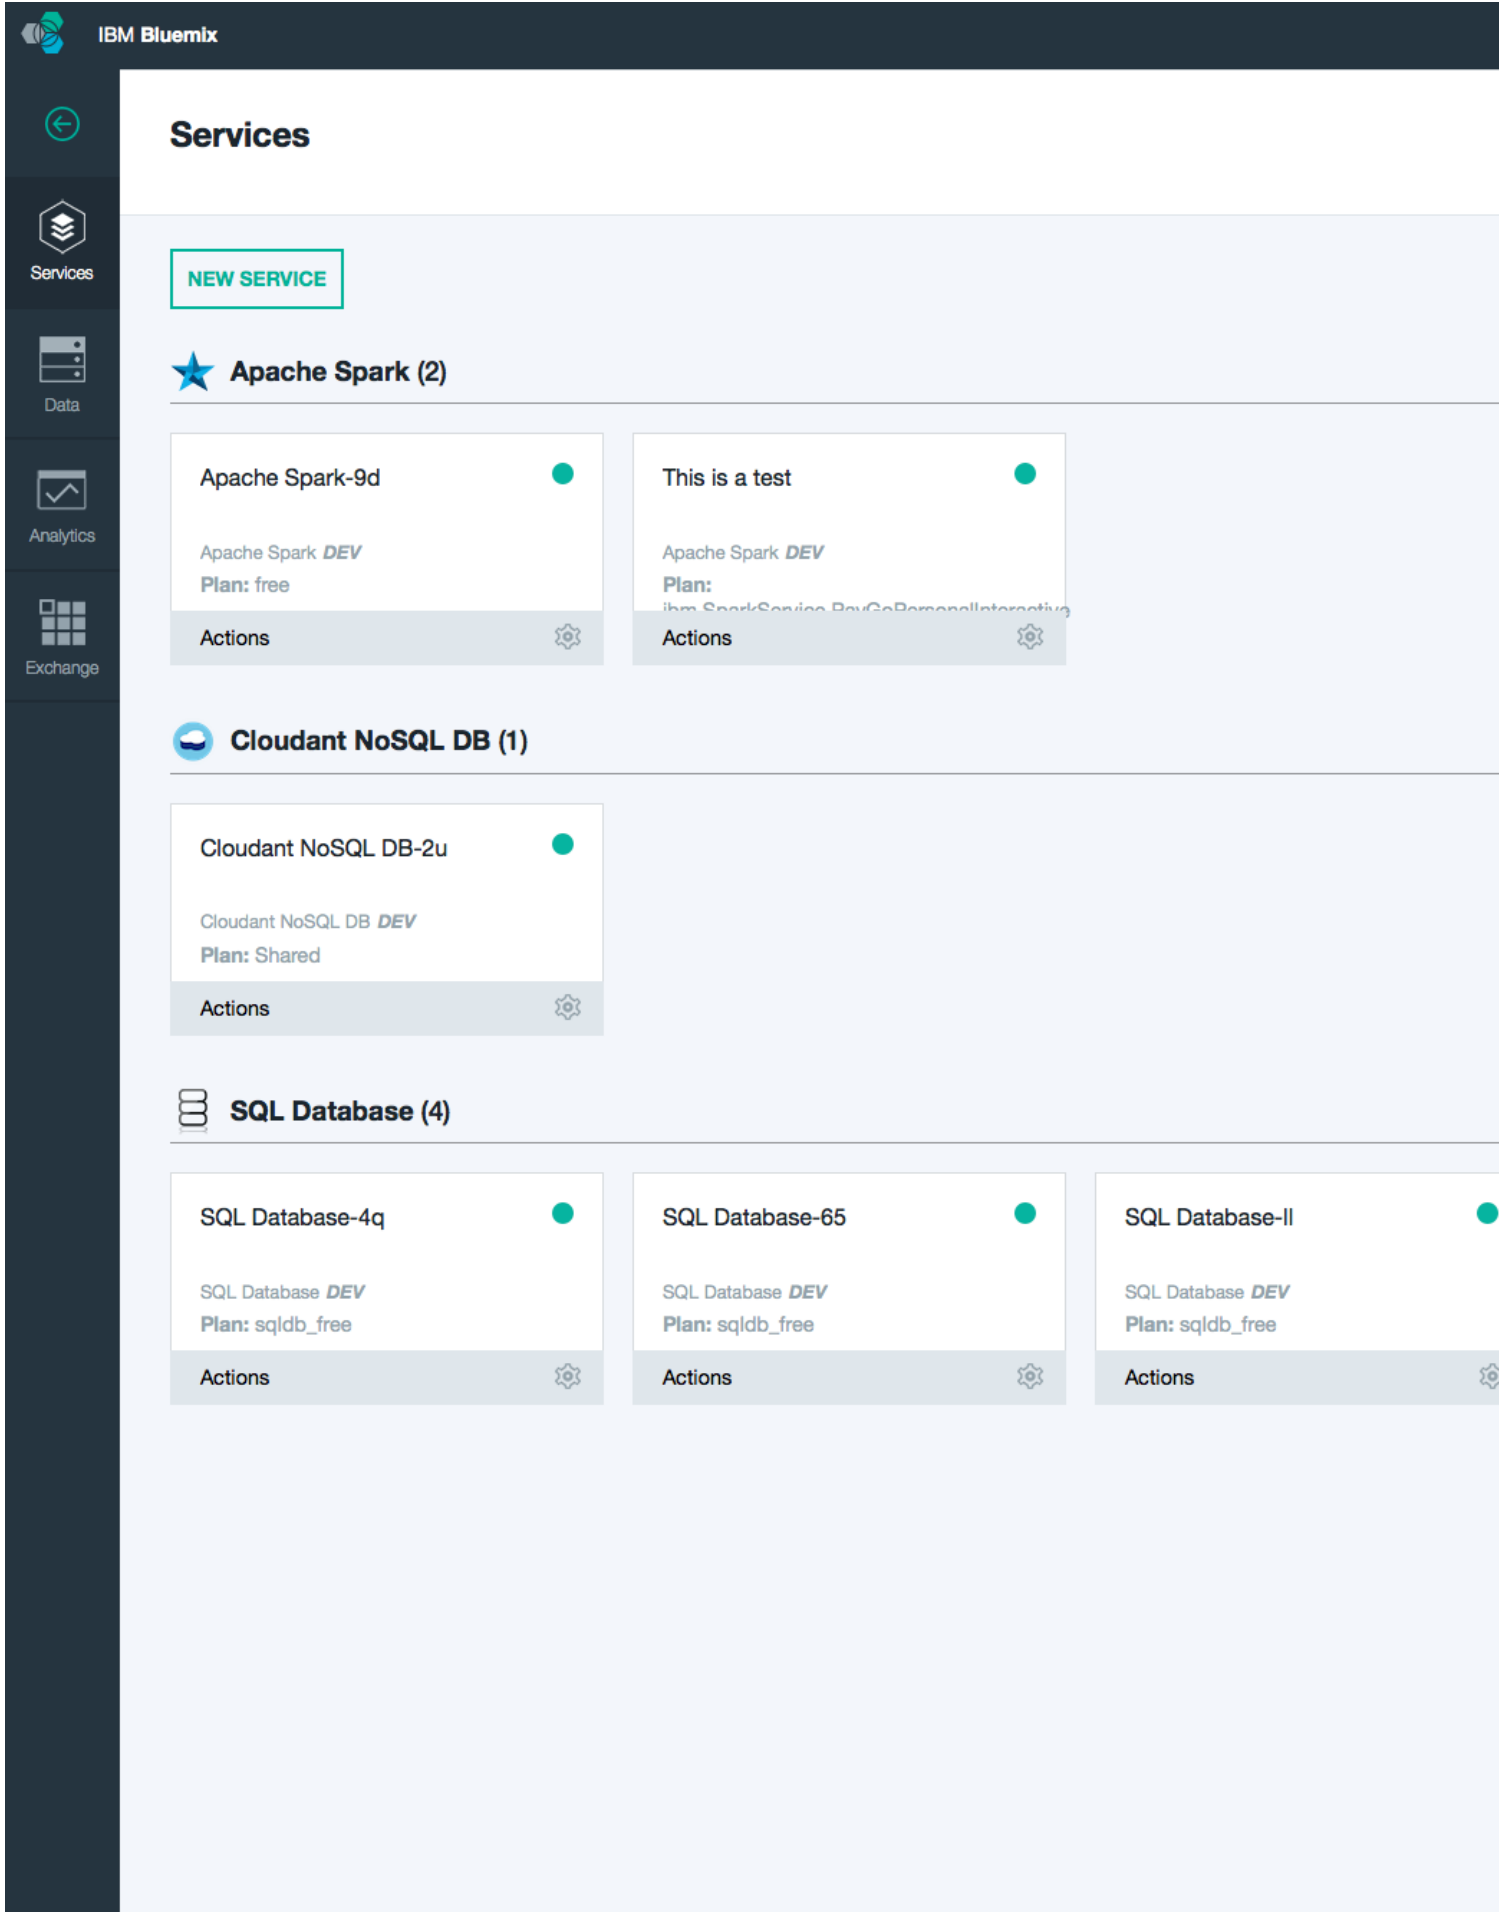 IBM Bluemix
Services
Services
Data
Analytics
Exchange
NEW SERVICE
Apache Spark (2)
Apache Spark-9d
Apache Spark DEV
Plan: free
Actions
This is a test
Apache Spark DEV
Plan:
ibm.SparkService.PayGoPersonalInteractive
Actions
Cloudant NoSQL DB (1)
Cloudant NoSQL DB-2u
Cloudant NoSQL DB DEV
Plan: Shared
Actions
SQL Database (4)
SQL Database-4q
SQL Database DEV
Plan: sqldb_free
Actions
SQL Database-65
SQL Database DEV
Plan: sqldb_free
Actions
SQL Database-ll
SQL Database DEV
Plan: sqldb_free
Actions